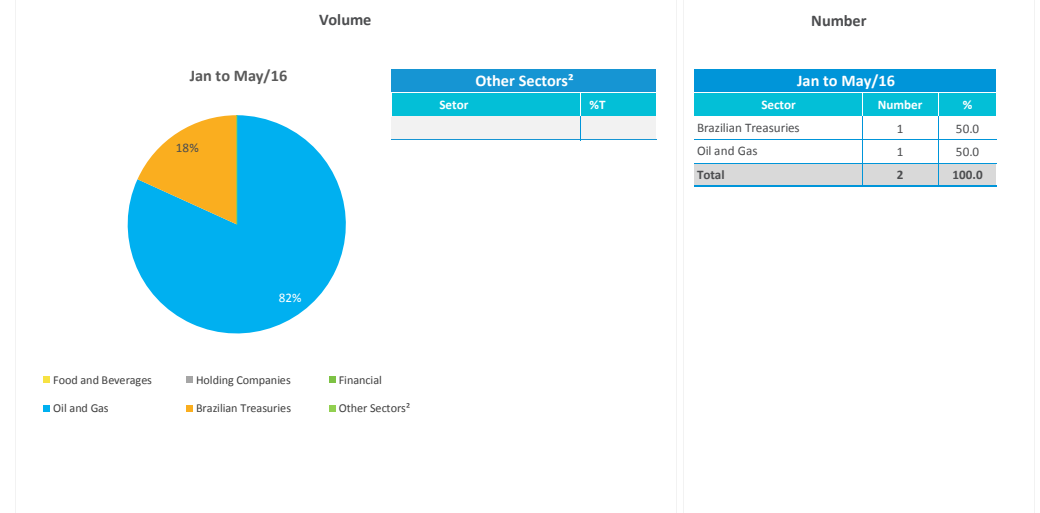 Volume
Jan to May/16
Other Sectors²
Setor %T
18%
82%
Food and Beverages Holding Companies Financial
Oil and Gas Brazilian Treasuries Other Sectors²
Number
Jan to May/16
Sector Number %
Brazilian Treasuries 1 50.0
Oil and Gas 1 50.0
Total 2 100.0